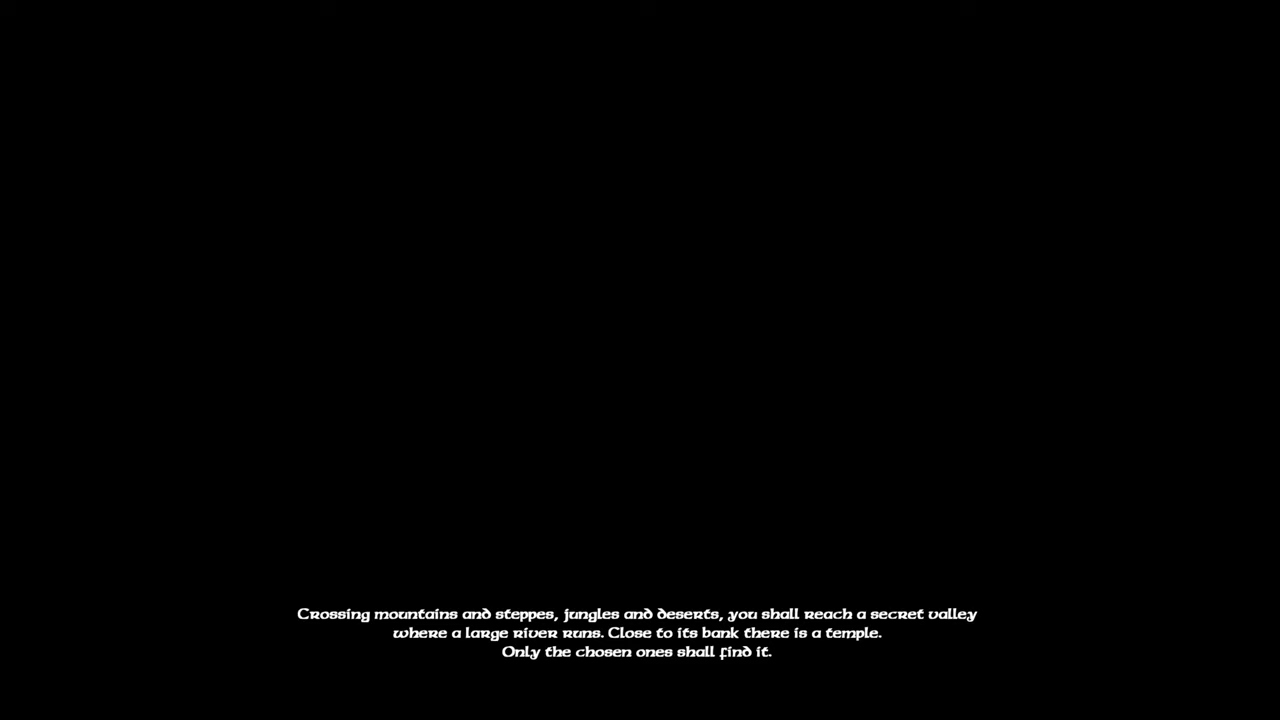 Crossing mountains and steppes, jungles and deserts, you shall reach a secret valley
where a large river runs. Close to its bank there is a temple.
Only the chosen ones shall find it.